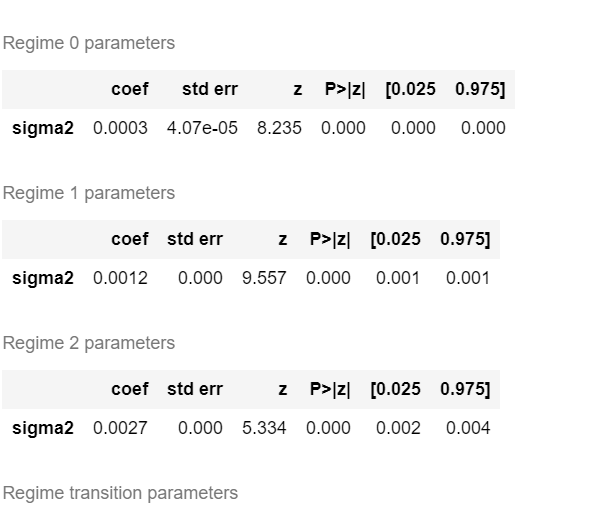 Regime 0 parameters
coef std err z P>|z| [0.025 0.975]
sigma2 0.0003 4.07e-05 8.235 0.000 0.000 0.000
Regime 1 parameters
coef std err z P>|z| [0.025 0.975]
sigma2 0.0012 0.000 9.557 0.000 0.001 0.001
Regime 2 parameters
coef std err z P>|z| [0.025 0.975]
sigma2 0.0027 0.000 5.334 0.000 0.002 0.004
Regime transition parameters